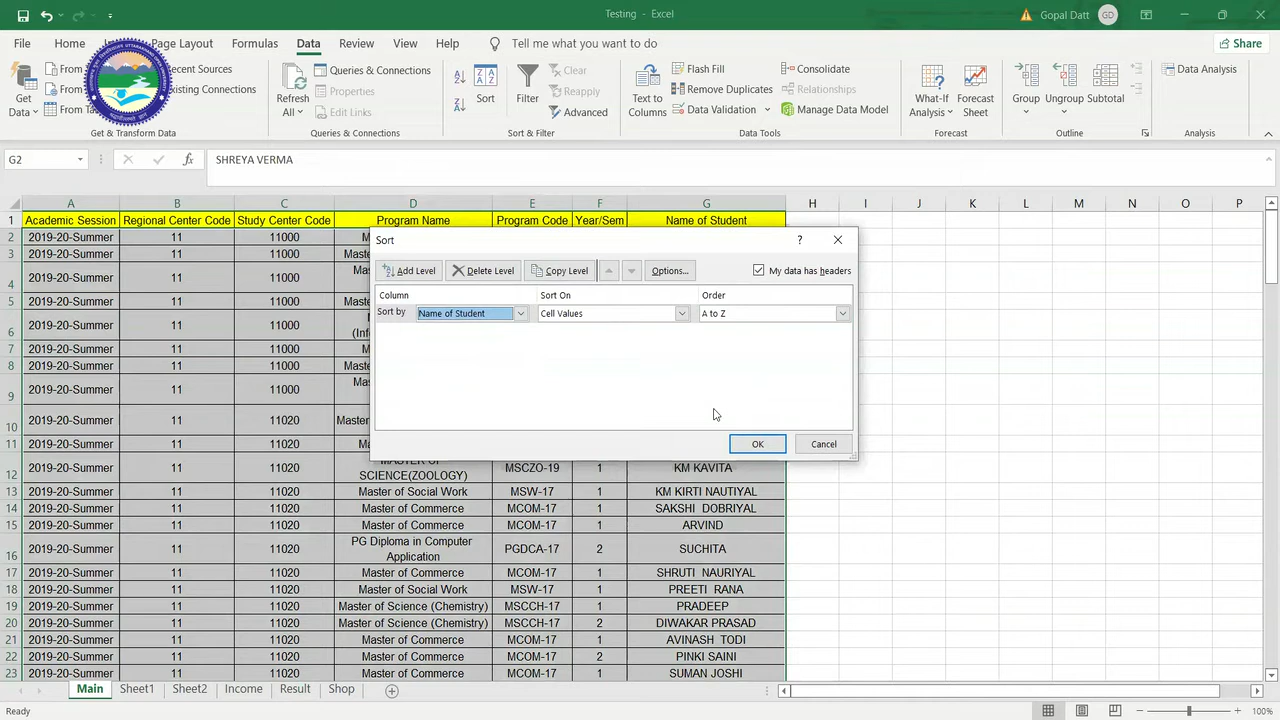 Testing - Excel
Gopal Datt
GD
File
Home
Page Layout
Formulas
Data
Review
View
Help
Tell me what you want to do
Share
Get
Data
From
From
From T
Recent Sources
Existing Connections
Get & Transform Data
Refresh
All
Queries & Connections
Properties
Edit Links
Queries & Connections
Sort
Filter
Clear
Reapply
Advanced
Sort & Filter
Text to
Columns
Flash Fill
Remove Duplicates
Data Validation
Consolidate
Relationships
Manage Data Model
Data Tools
What-If
Analysis
Forecast
Sheet
Forecast
Group
Ungroup
Subtotal
Outline
Data Analysis
Analysis
G2
fx
SHREYA VERMA
A B C D E F G H I J K L M N O P
1 Academic Session Regional Center Code Study Center Code Program Name Program Code Year/Sem Name of Student
2 2019-20-Summer 11 11000 M
3 2019-20-Summer 11 11000 Master
4 2019-20-Summer 11 11000 Mas
5 2019-20-Summer 11 11000 Maste
6 2019-20-Summer 11 11000 M
(Infor
7 2019-20-Summer 11 11000 Maste
8 2019-20-Summer 11 11000 Maste
9 2019-20-Summer 11 11000 Mas
10 2019-20-Summer 11 11020 Master o
11 2019-20-Summer 11 11020 M
12 2019-20-Summer 11 11020 MASTER OF
SCIENCE(ZOOLOGY) MSCZO-19 1 KM KAVITA
13 2019-20-Summer 11 11020 Master of Social Work MSW-17 1 KM KIRTI NAUTIYAL
14 2019-20-Summer 11 11020 Master of Commerce MCOM-17 1 SAKSHI DOBRIYAL
15 2019-20-Summer 11 11020 Master of Commerce MCOM-17 1 ARVIND
16 2019-20-Summer 11 11020 PG Diploma in Computer
Application PGDCA-17 2 SUCHITA
17 2019-20-Summer 11 11020 Master of Commerce MCOM-17 1 SHRUTI NAURIYAL
18 2019-20-Summer 11 11020 Master of Social Work MSW-17 1 PREETI RANA
19 2019-20-Summer 11 11020 Master of Science (Chemistry) MSCCH-17 1 PRADEEP
20 2019-20-Summer 11 11020 Master of Science (Chemistry) MSCCH-17 2 DIWAKAR PRASAD
21 2019-20-Summer 11 11020 Master of Commerce MCOM-17 1 AVINASH TODI
22 2019-20-Summer 11 11020 Master of Commerce MCOM-17 2 PINKI SAINI
23 2019-20-Summer 11 11020 Master of Commerce MCOM-17 1 SUMAN JOSHI
Sort
?
Add Level
Delete Level
Copy Level
Options...
My data has headers
Column Sort On Order
Sort by Name of Student Cell Values A to Z
OK
Cancel
Main
Sheet1
Sheet2
Income
Result
Shop
Ready
100%